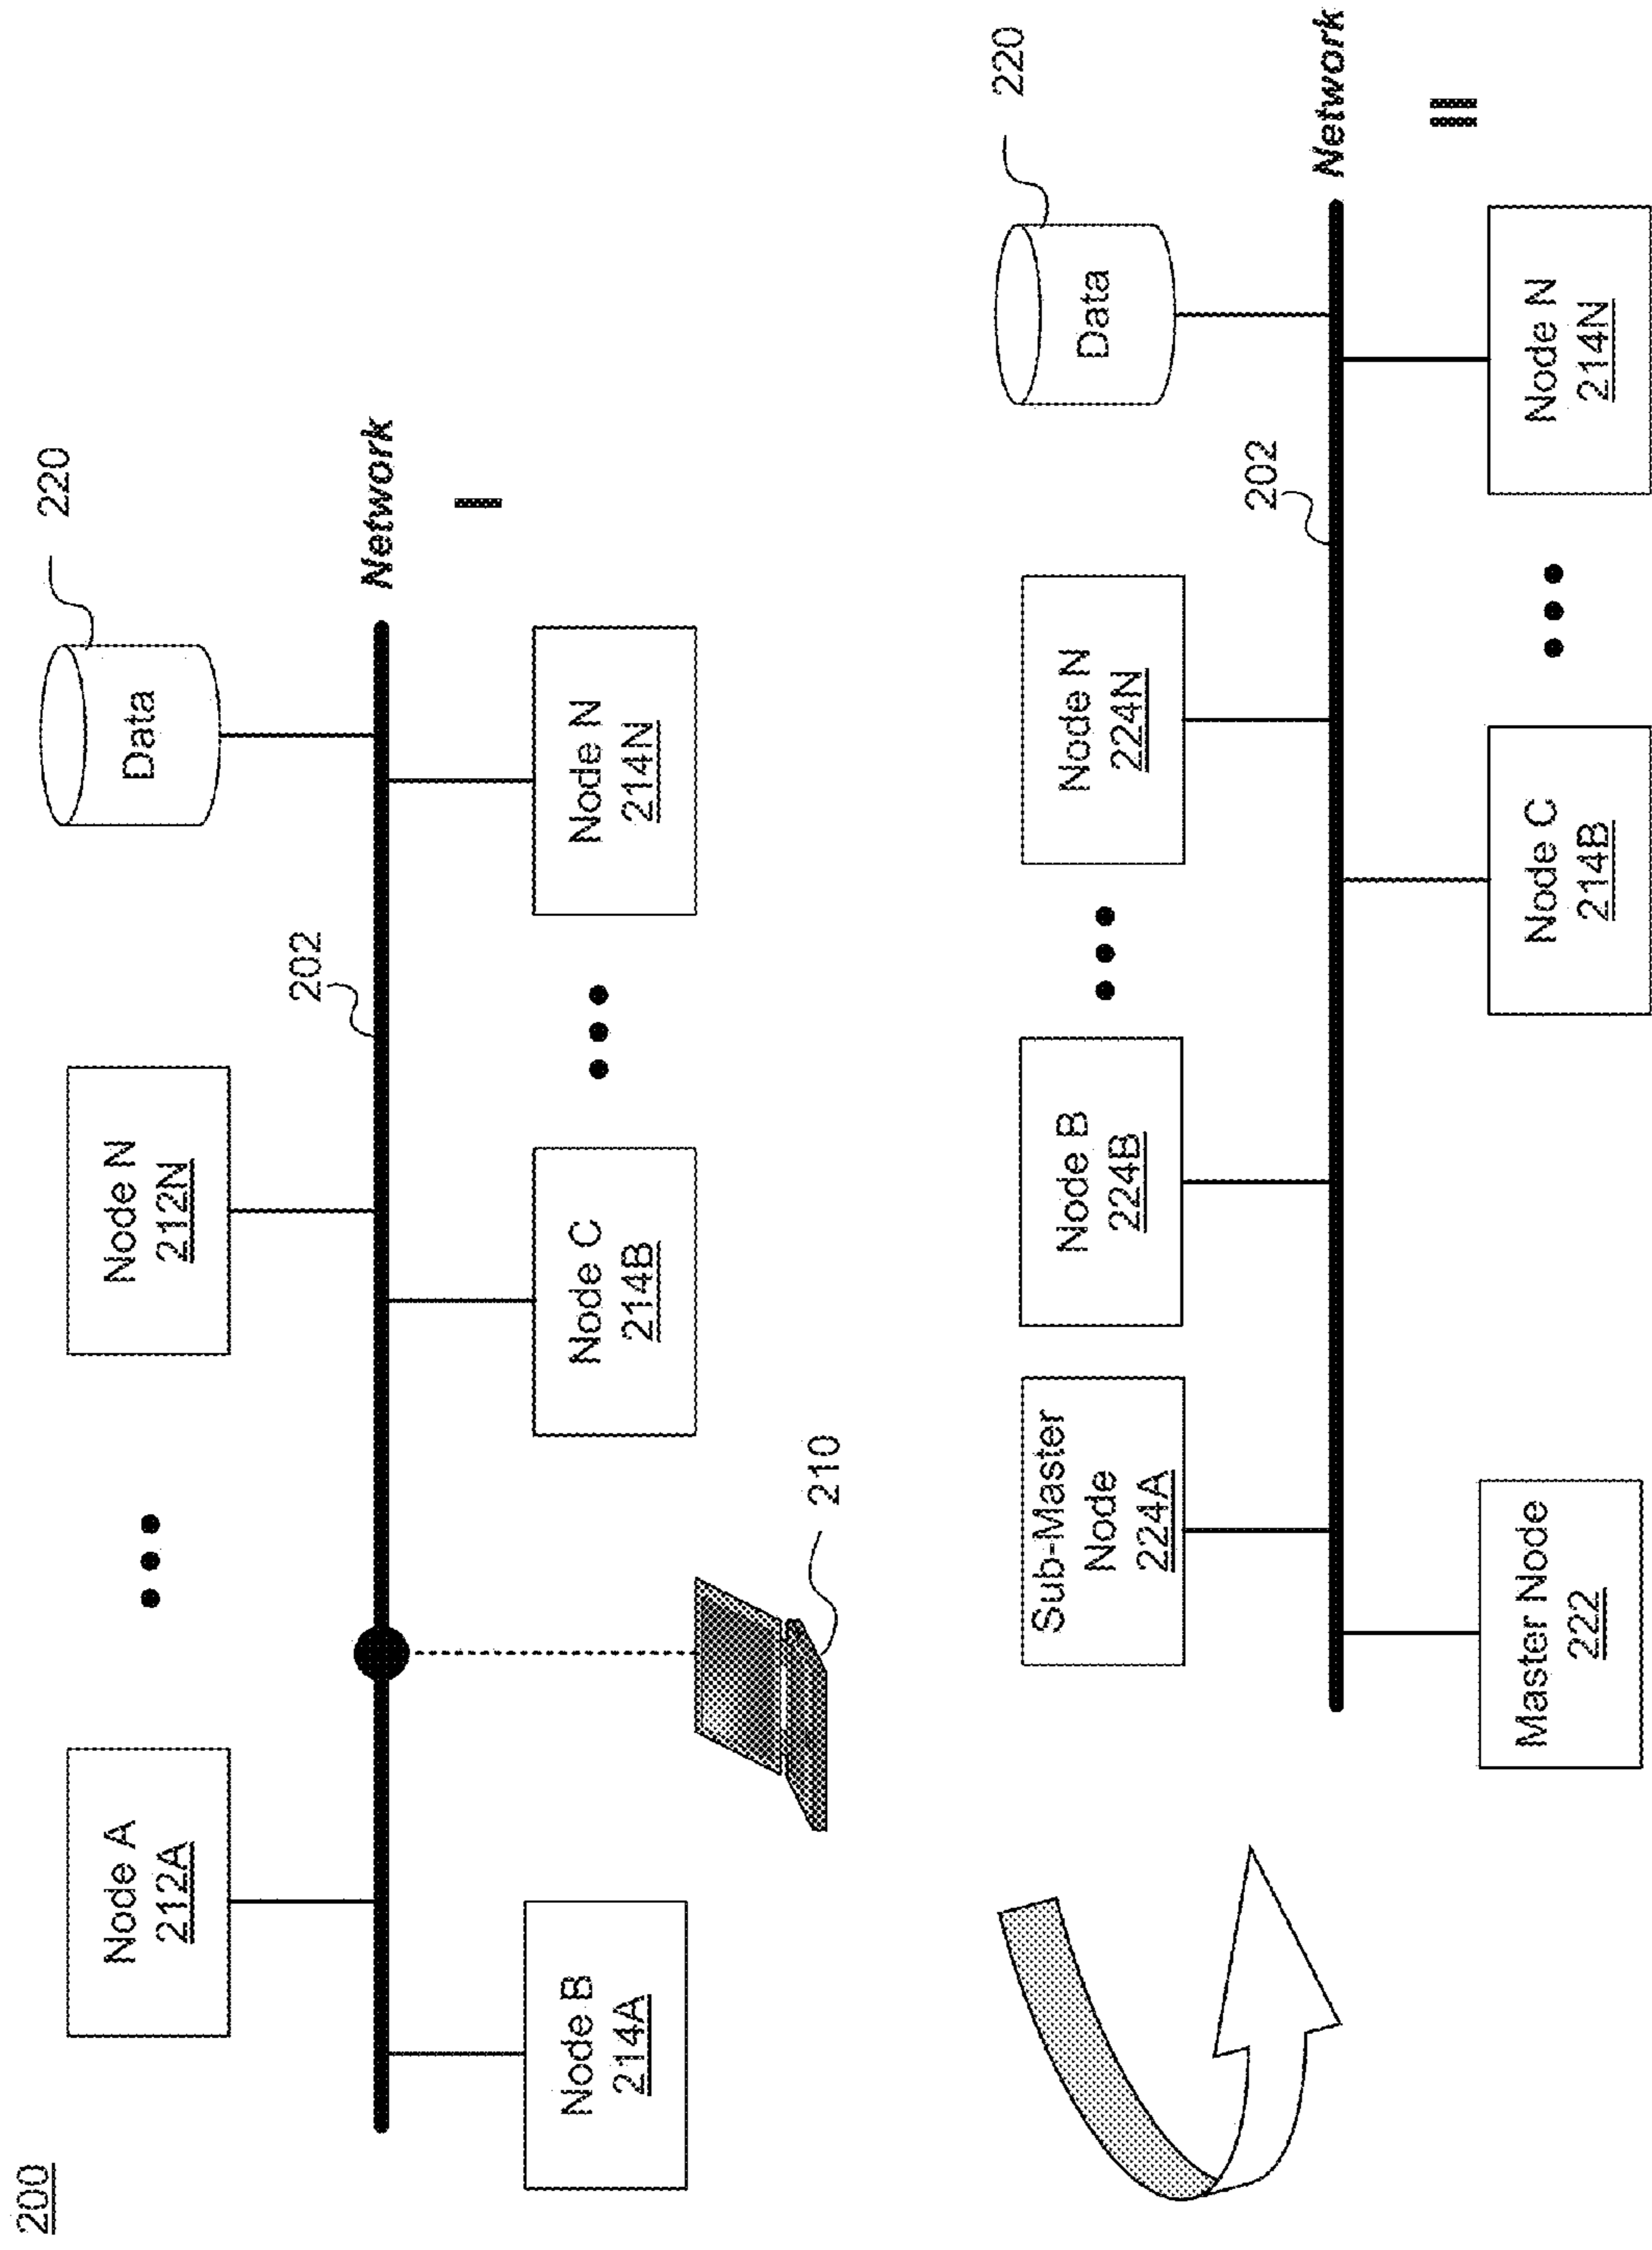 200
Node A
212A
Node N
212N
Data
220
202
Network
I
Node B
214A
Node C
214B
Node N
214N
210
Sub-Master
Node
224A
Node B
224B
Node N
224N
Data
220
202
Network
II
Master Node
222
Node C
214B
Node N
214N